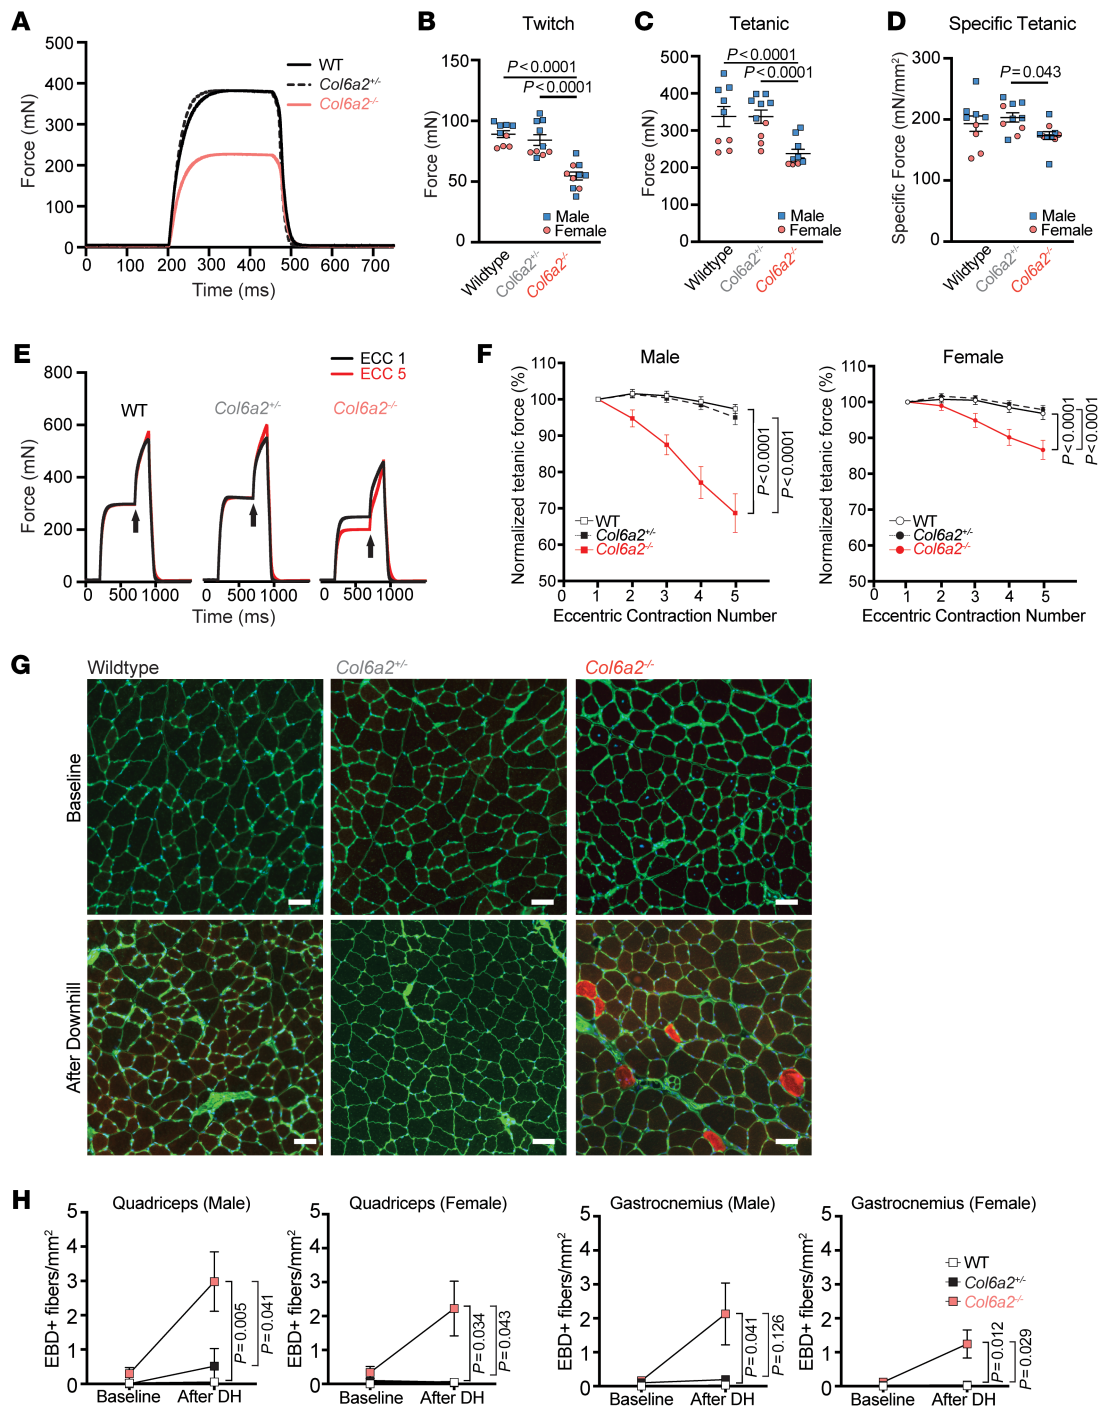 A
Force (mN)
500
400
300
200
100
0
0 100 200 300 400 500 600 700
Time (ms)
WT
Col6a2+/-
Col6a2-/-
B
Twitch
Force (mN)
150
100
50
0
P < 0.0001
P < 0.0001
Male
Female
Wildtype
Col6a2+/-
Col6a2-/-
C
Tetanic
Force (mN)
500
400
300
200
100
0
P < 0.0001
P < 0.0001
Male
Female
Wildtype
Col6a2+/-
Col6a2-/-
D
Specific Tetanic
Specific Force (mN/mm2)
300
200
100
0
P = 0.043
Male
Female
Wildtype
Col6a2+/-
Col6a2-/-
E
ECC 1
ECC 5
Force (mN)
800
600
400
200
0
WT
Col6a2+/-
Col6a2-/-
0 500 1000 0 500 1000 0 500 1000
Time (ms)
F
Male
Normalized tetanic force (%)
110
100
90
80
70
60
50
P < 0.0001
P < 0.0001
WT
Col6a2+/-
Col6a2-/-
0 1 2 3 4 5
Eccentric Contraction Number
Female
Normalized tetanic force (%)
110
100
90
80
70
60
50
P < 0.0001
P < 0.0001
WT
Col6a2+/-
Col6a2-/-
0 1 2 3 4 5
Eccentric Contraction Number
G
Wildtype
Col6a2+/-
Col6a2-/-
Baseline
After Downhill
H
Quadriceps (Male)
EBD+ fibers/mm2
5
4
3
2
1
0
P = 0.005
P = 0.041
Baseline After DH
Quadriceps (Female)
EBD+ fibers/mm2
5
4
3
2
1
0
P = 0.034
P = 0.043
Baseline After DH
Gastrocnemius (Male)
EBD+ fibers/mm2
5
4
3
2
1
0
P = 0.041
P = 0.126
Baseline After DH
Gastrocnemius (Female)
EBD+ fibers/mm2
5
4
3
2
1
0
WT
Col6a2+/-
Col6a2-/-
P = 0.012
P = 0.029
Baseline After DH